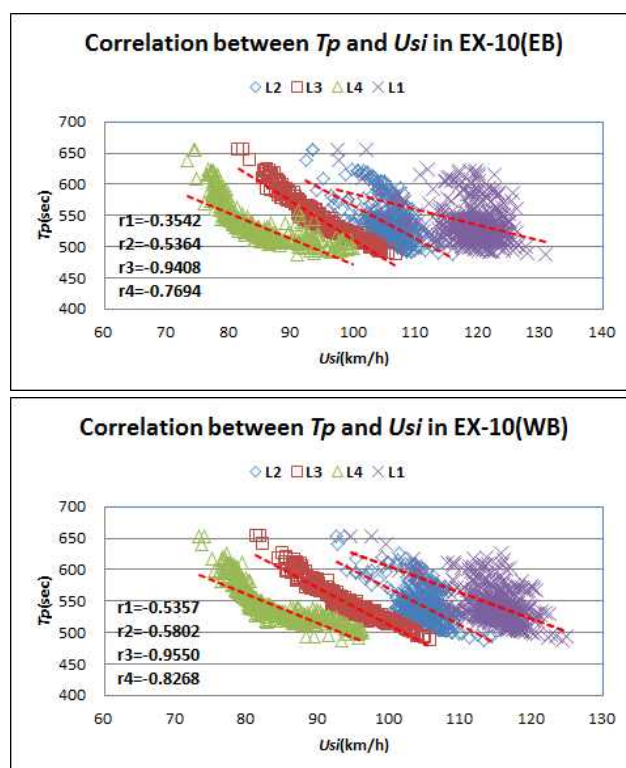 Correlation between Tp and Usi in EX-10(EB)
L2 L3 L4 L1
700
650
600
550
500
450
400
Tp(sec)
r1=-0.3542
r2=-0.5364
r3=-0.9408
r4=-0.7694
60 70 80 90 100 110 120 130 140
Usi(km/h)
Correlation between Tp and Usi in EX-10(WB)
L2 L3 L4 L1
700
650
600
550
500
450
400
Tp(sec)
r1=-0.5357
r2=-0.5802
r3=-0.9550
r4=-0.8268
60 70 80 90 100 110 120 130
Usi(km/h)